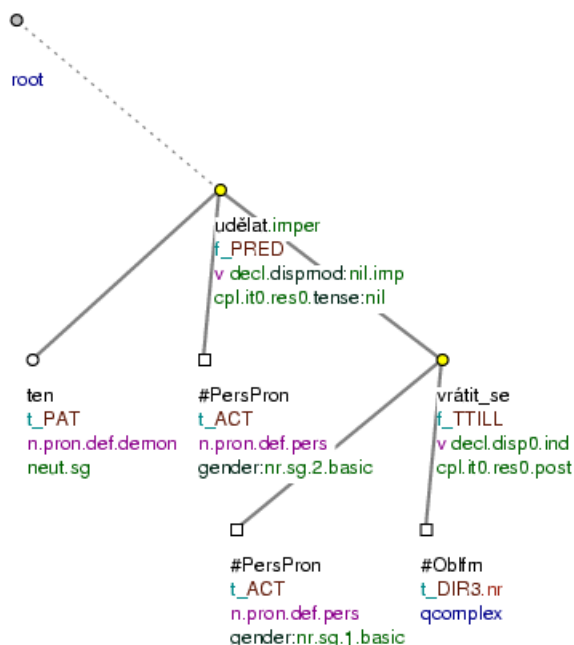 root
udělat.imper
f_PRED
v decl.dispmod:nil.imp
cpl.it0.res0.tense:nil
ten
t_PAT
n.pron.def.demon
neut.sg
#PersPron
t_ACT
n.pron.def.pers
gender:nr.sg.2.basic
vrátit_se
f_TTILL
v decl.disp0.ind
cpl.it0.res0.post
#PersPron
t_ACT
n.pron.def.pers
gender:nr.sg.1.basic
#Oblfm
t_DIR3.nr
qcomplex